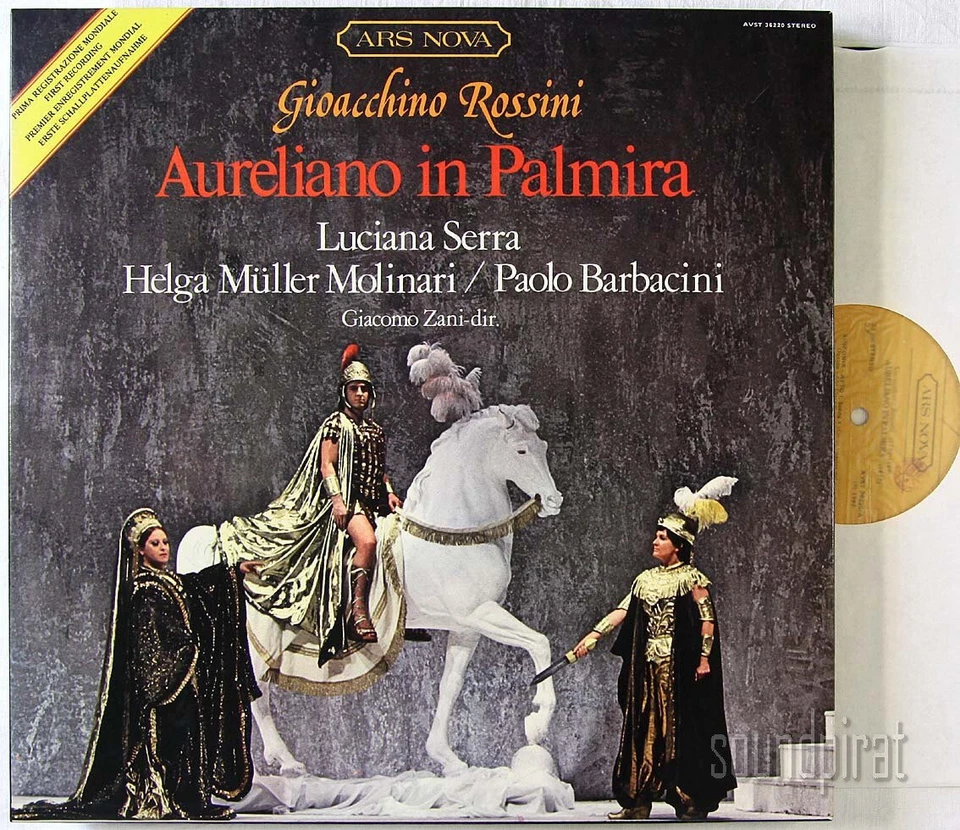 PRIMA REGISTRAZIONE MONDIALE
FIRST RECORDING
PREMIER ENREGISTREMENT MONDIAL
ERSTE SCHALLPLATTENAUFNAHME
AVST 36220 STEREO
ARS NOVA
Gioacchino Rossini
Aureliano in Palmira
Luciana Serra
Helga Müller Molinari / Paolo Barbacini
Giacomo Zani-dir.
ARS NOVA
soundpirat